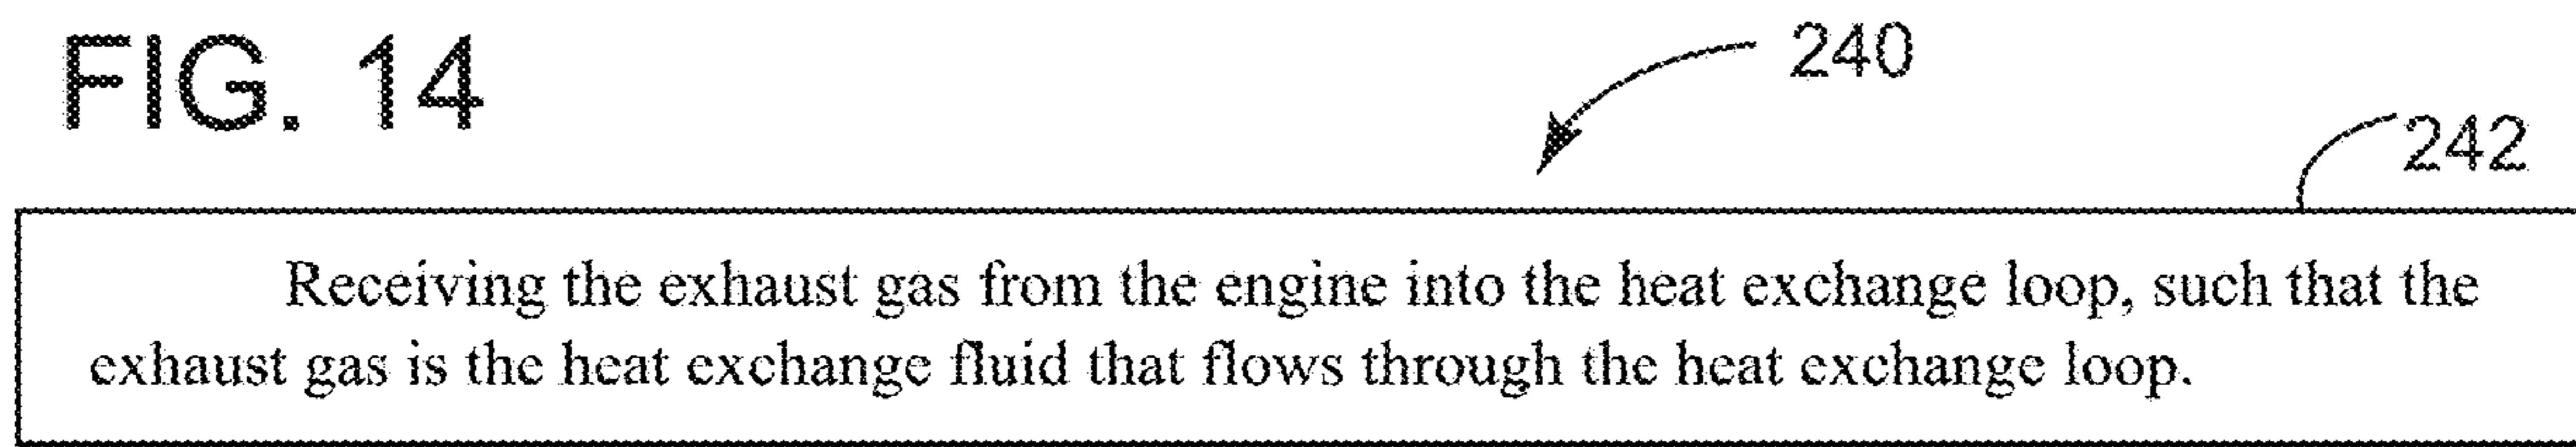 FIG. 14
240
242
Receiving the exhaust gas from the engine into the heat exchange loop, such that the
exhaust gas is the heat exchange fluid that flows through the heat exchange loop.